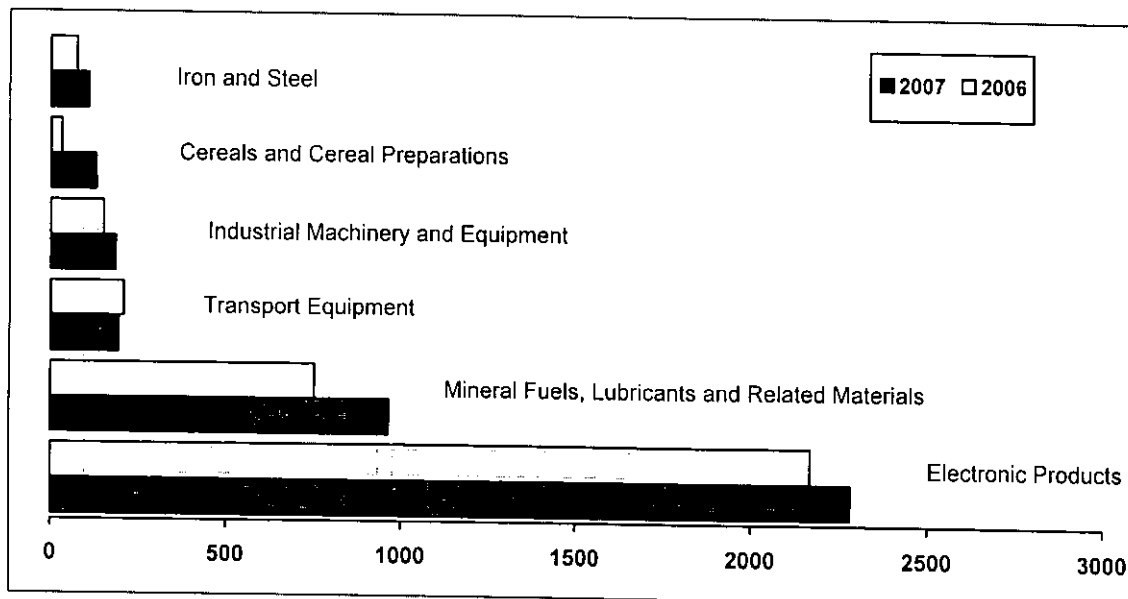 Iron and Steel
2007 2006
Cereals and Cereal Preparations
Industrial Machinery and Equipment
Transport Equipment
Mineral Fuels, Lubricants and Related Materials
Electronic Products
0 500 1000 1500 2000 2500 3000